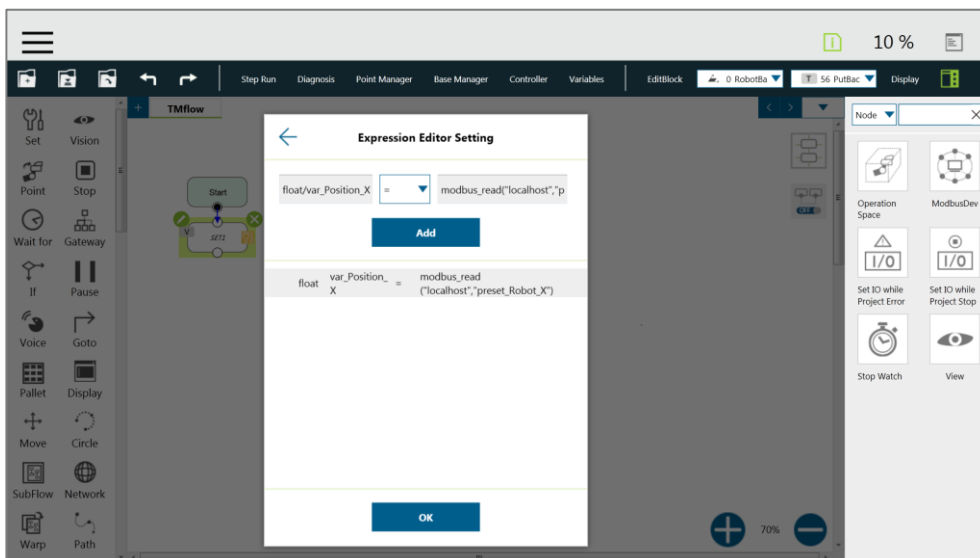 10 %
Step Run
Diagnosis
Point Manager
Base Manager
Controller
Variables
EditBlock
0 RobotBa
T 56 PutBac
Display
TMflow
Set
Vision
Point
Stop
Wait for
Gateway
If
Pause
Voice
Goto
Pallet
Display
Move
Circle
SubFlow
Network
Warp
Path
Start
V
SET1
Expression Editor Setting
float/var_Position_X
=
modbus_read("localhost","p
Add
float
var_Position_
X
=
modbus_read
("localhost","preset_Robot_X")
OK
OFF
70%
Node
Operation
Space
ModbusDev
I/O
Set IO while
Project Error
I/O
Set IO while
Project Stop
Stop Watch
View